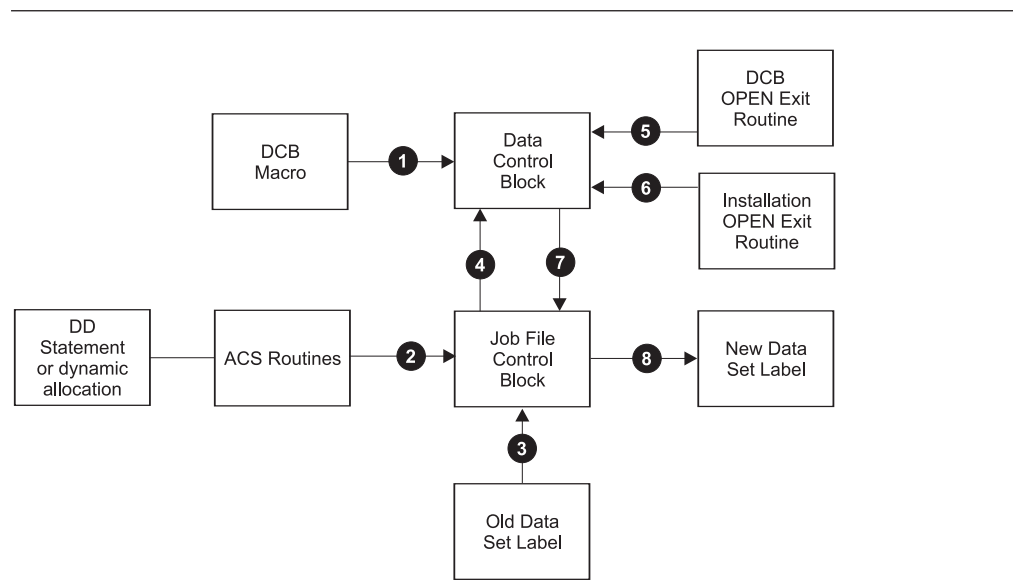 DCB
OPEN Exit
Routine
DCB
Macro
1
Data
Control
Block
5
6
Installation
OPEN Exit
Routine
4
7
DD
Statement
or dynamic
allocation
ACS Routines
2
Job File
Control
Block
8
New Data
Set Label
3
Old Data
Set Label